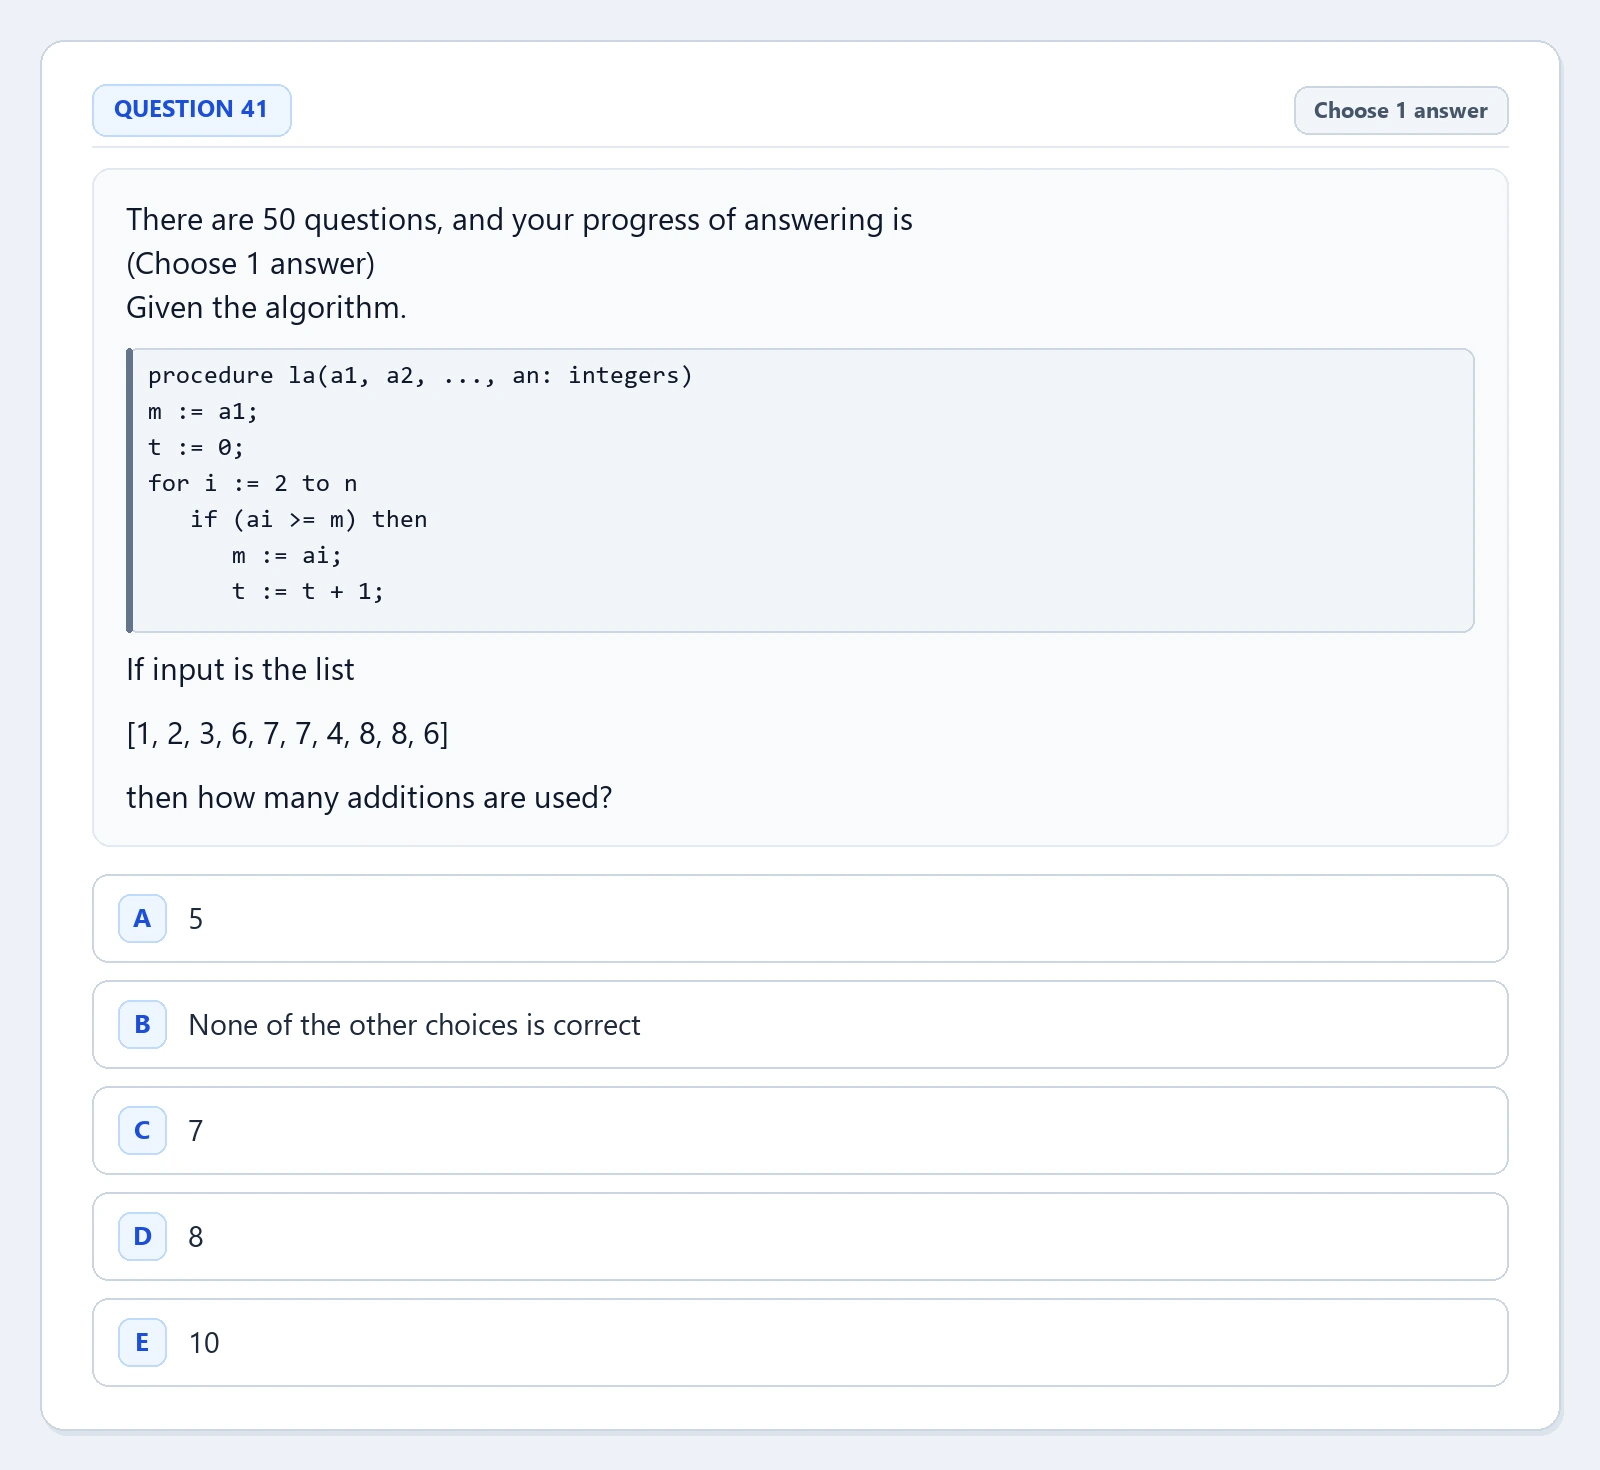 QUESTION 41
Choose 1 answer
There are 50 questions, and your progress of answering is
(Choose 1 answer)
Given the algorithm.
procedure la(a1, a2, ..., an: integers)
m := a1;
t := 0;
for i := 2 to n
   if (ai >= m) then
      m := ai;
      t := t + 1;
If input is the list
[1, 2, 3, 6, 7, 7, 4, 8, 8, 6]
then how many additions are used?
A 5
B None of the other choices is correct
C 7
D 8
E 10